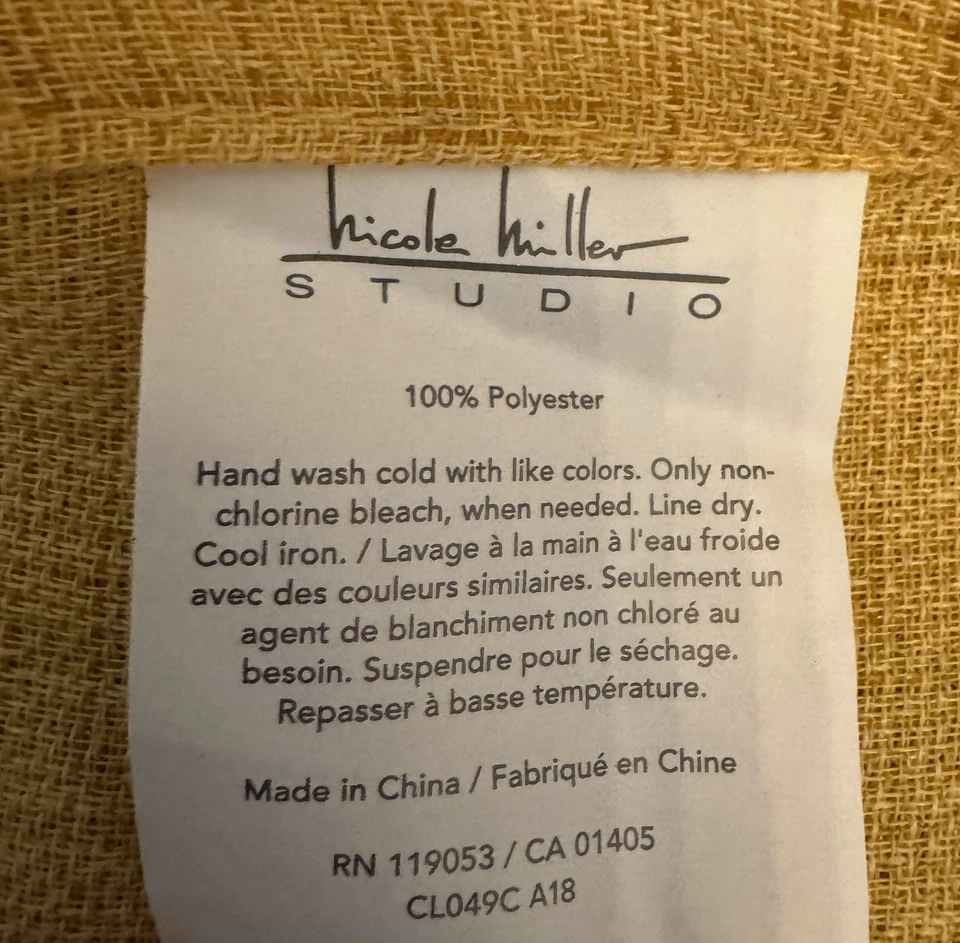 nicole miller
STUDIO
100% Polyester
Hand wash cold with like colors. Only non-
chlorine bleach, when needed. Line dry.
Cool iron. / Lavage à la main à l'eau froide
avec des couleurs similaires. Seulement un
agent de blanchiment non chloré au
besoin. Suspendre pour le séchage.
Repasser à basse température.
Made in China / Fabriqué en Chine
RN 119053 / CA 01405
CL049C A18